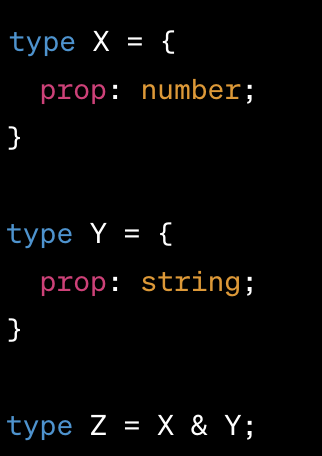 type X = {
  prop: number;
}

type Y = {
  prop: string;
}

type Z = X & Y;